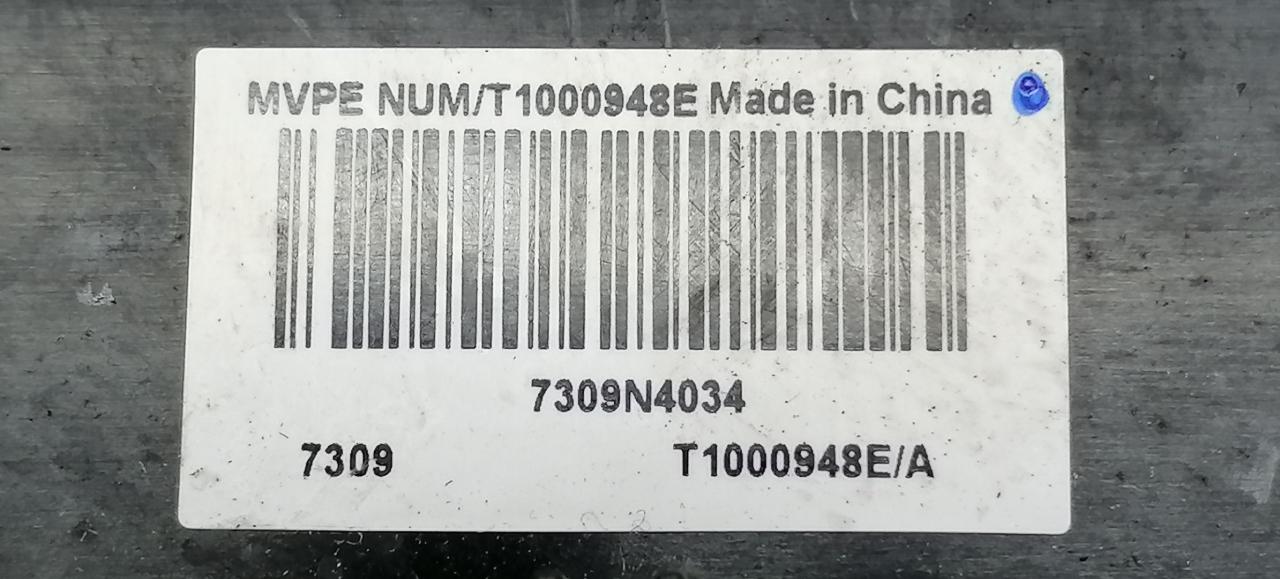 MVPE NUM/T1000948E Made in China
7309N4034
7309 T1000948E/A